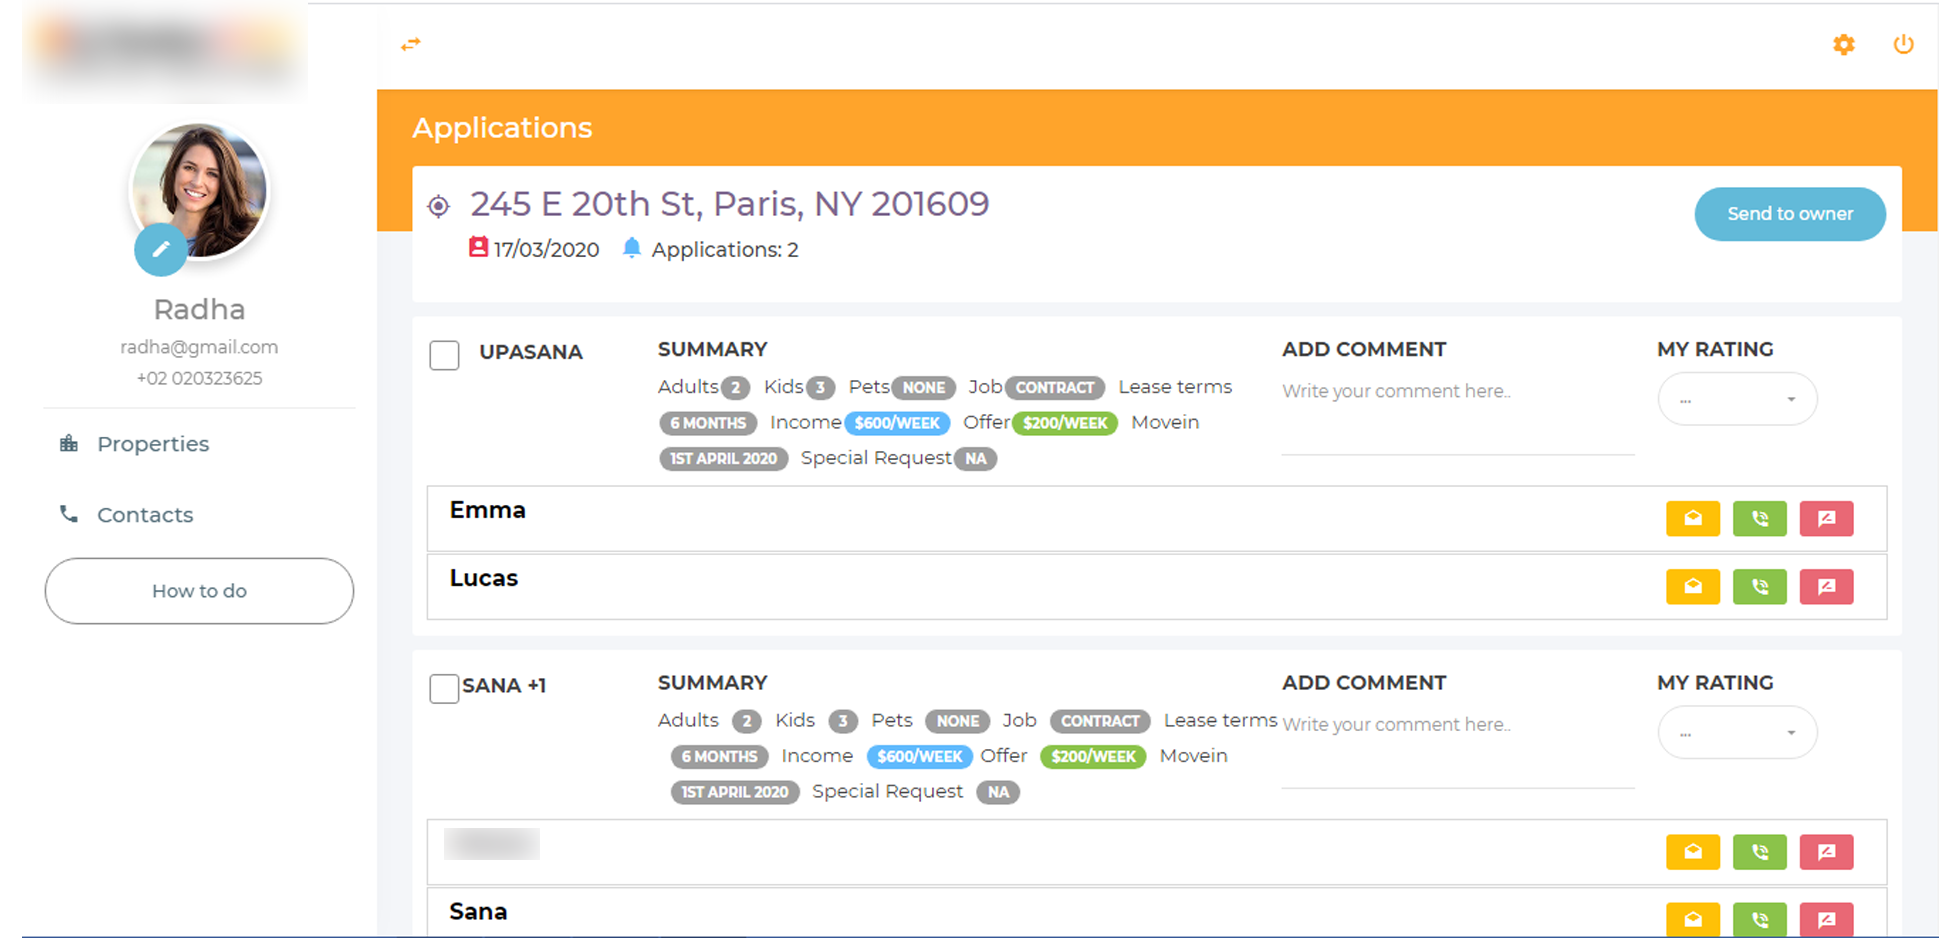 Radha
radha@gmail.com
+02 020323625
Properties
Contacts
How to do
Applications
245 E 20th St, Paris, NY 201609
17/03/2020 Applications: 2
Send to owner
UPASANA
SUMMARY
Adults 2 Kids 3 Pets NONE Job CONTRACT Lease terms
6 MONTHS Income $600/WEEK Offer $200/WEEK Movein
1ST APRIL 2020 Special Request NA
ADD COMMENT
Write your comment here..
MY RATING
...
Emma
Lucas
SANA +1
SUMMARY
Adults 2 Kids 3 Pets NONE Job CONTRACT Lease terms
6 MONTHS Income $600/WEEK Offer $200/WEEK Movein
1ST APRIL 2020 Special Request NA
ADD COMMENT
Write your comment here..
MY RATING
...
Sana